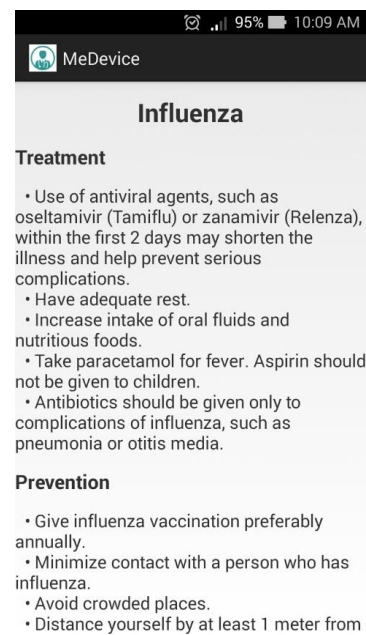 95% 10:09 AM
MeDevice
Influenza
Treatment
• Use of antiviral agents, such as
oseltamivir (Tamiflu) or zanamivir (Relenza),
within the first 2 days may shorten the
illness and help prevent serious
complications.
• Have adequate rest.
• Increase intake of oral fluids and
nutritious foods.
• Take paracetamol for fever. Aspirin should
not be given to children.
• Antibiotics should be given only to
complications of influenza, such as
pneumonia or otitis media.
Prevention
• Give influenza vaccination preferably
annually.
• Minimize contact with a person who has
influenza.
• Avoid crowded places.
• Distance yourself by at least 1 meter from